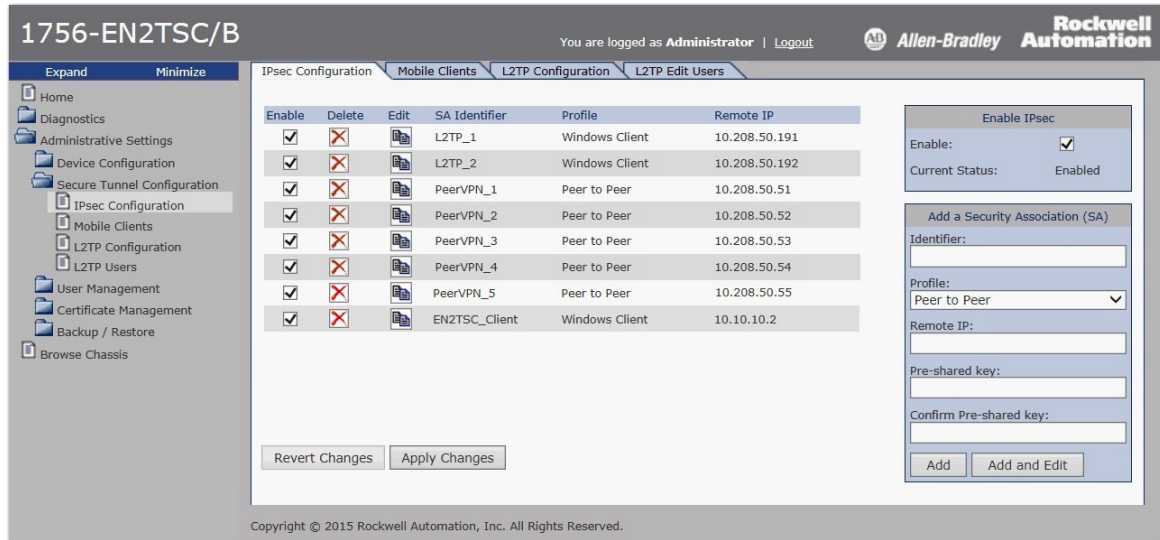 1756-EN2TSC/B
You are logged as Administrator | Logout
AB Allen-Bradley
Rockwell
Automation
Expand Minimize
Home
Diagnostics
Administrative Settings
Device Configuration
Secure Tunnel Configuration
IPsec Configuration
Mobile Clients
L2TP Configuration
L2TP Users
User Management
Certificate Management
Backup / Restore
Browse Chassis
IPsec Configuration Mobile Clients L2TP Configuration L2TP Edit Users
Enable Delete Edit SA Identifier Profile Remote IP
L2TP_1 Windows Client 10.208.50.191
L2TP_2 Windows Client 10.208.50.192
PeerVPN_1 Peer to Peer 10.208.50.51
PeerVPN_2 Peer to Peer 10.208.50.52
PeerVPN_3 Peer to Peer 10.208.50.53
PeerVPN_4 Peer to Peer 10.208.50.54
PeerVPN_5 Peer to Peer 10.208.50.55
EN2TSC_Client Windows Client 10.10.10.2
Revert Changes Apply Changes
Enable IPsec
Enable:
Current Status: Enabled
Add a Security Association (SA)
Identifier:
Profile:
Peer to Peer
Remote IP:
Pre-shared key:
Confirm Pre-shared key:
Add Add and Edit
Copyright © 2015 Rockwell Automation, Inc. All Rights Reserved.